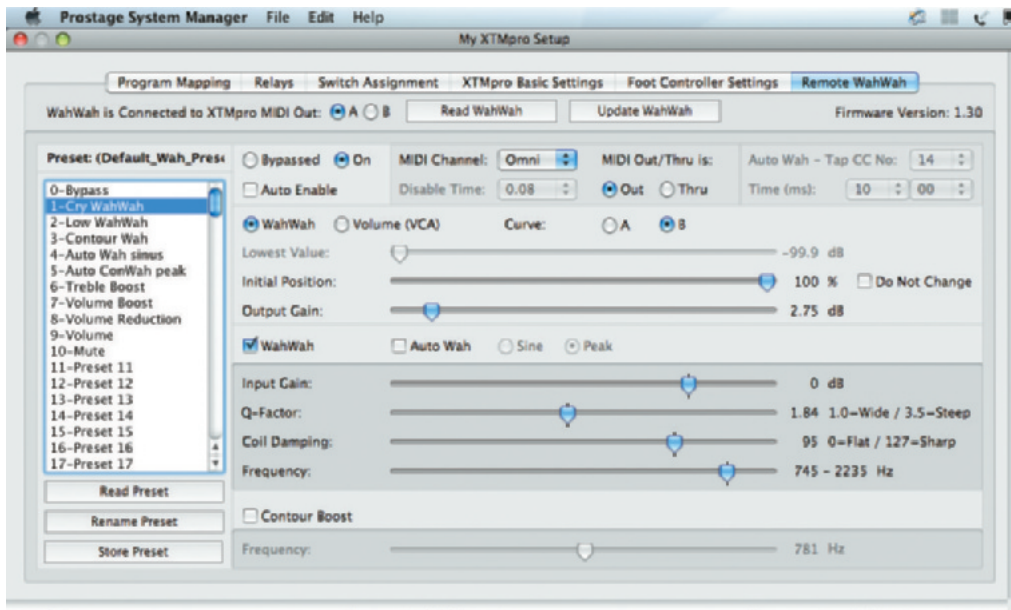 Prostage System Manager File Edit Help
My XTMpro Setup
Program Mapping Relays Switch Assignment XTMpro Basic Settings Foot Controller Settings Remote WahWah
WahWah is Connected to XTMpro MIDI Out: A B Read WahWah Update WahWah Firmware Version: 1.30
Preset: (Default_Wah_Prese
0-Bypass
1-Cry WahWah
2-Low WahWah
3-Contour Wah
4-Auto Wah sinus
5-Auto ConWah peak
6-Treble Boost
7-Volume Boost
8-Volume Reduction
9-Volume
10-Mute
11-Preset 11
12-Preset 12
13-Preset 13
14-Preset 14
15-Preset 15
16-Preset 16
17-Preset 17
Read Preset
Rename Preset
Store Preset
Bypassed On MIDI Channel: Omni MIDI Out/Thru is: Auto Wah - Tap CC No: 14
Auto Enable Disable Time: 0.08 Out Thru Time (ms): 10 00
WahWah Volume (VCA) Curve: A B
Lowest Value: -99.9 dB
Initial Position: 100 % Do Not Change
Output Gain: 2.75 dB
WahWah Auto Wah Sine Peak
Input Gain: 0 dB
Q-Factor: 1.84 1.0=Wide / 3.5=Steep
Coil Damping: 95 0=Flat / 127=Sharp
Frequency: 745 - 2235 Hz
Contour Boost
Frequency: 781 Hz